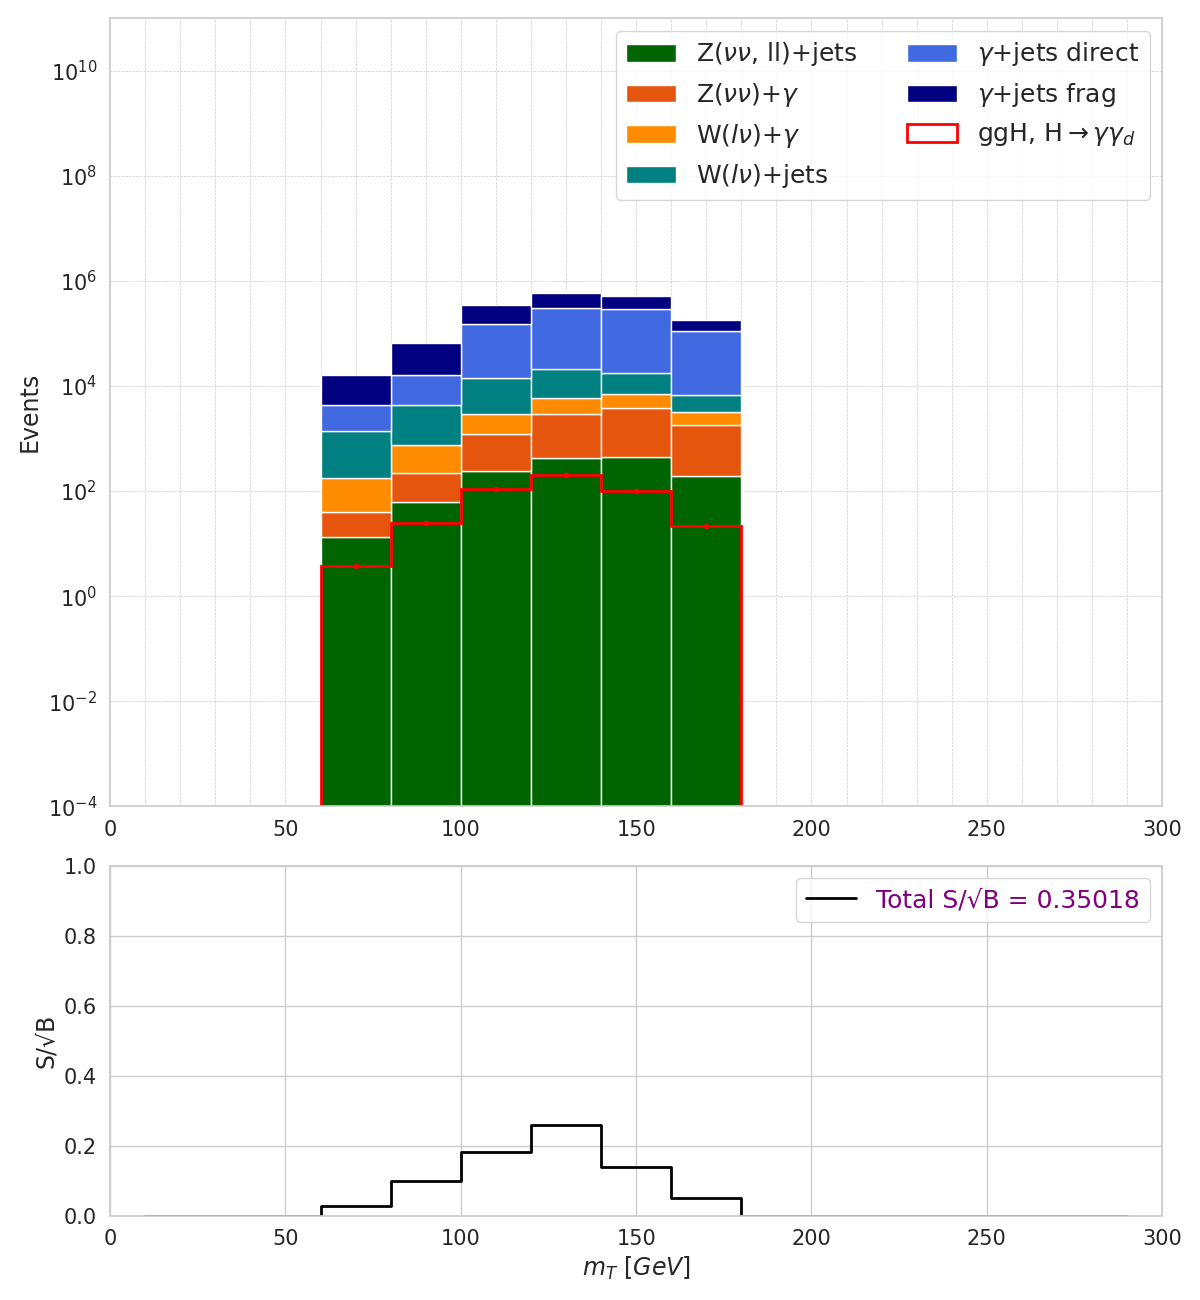 Z(νν, ll)+jets
Z(νν)+γ
W(lν)+γ
W(lν)+jets
γ+jets direct
γ+jets frag
ggH, H→γγ_d
Events
10^10
10^8
10^6
10^4
10^2
10^0
10^−2
10^−4
0 50 100 150 200 250 300
Total S/√B = 0.35018
S/√B
1.0
0.8
0.6
0.4
0.2
0.0
0 50 100 150 200 250 300
m_T [GeV]